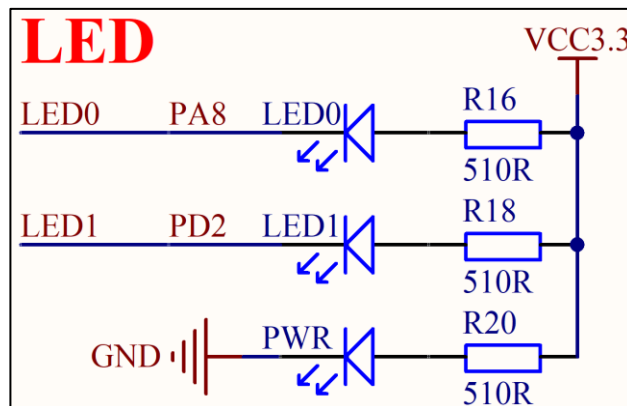 LED
VCC3.3
LED0 PA8 LED0 R16
510R
LED1 PD2 LED1 R18
510R
GND PWR R20
510R